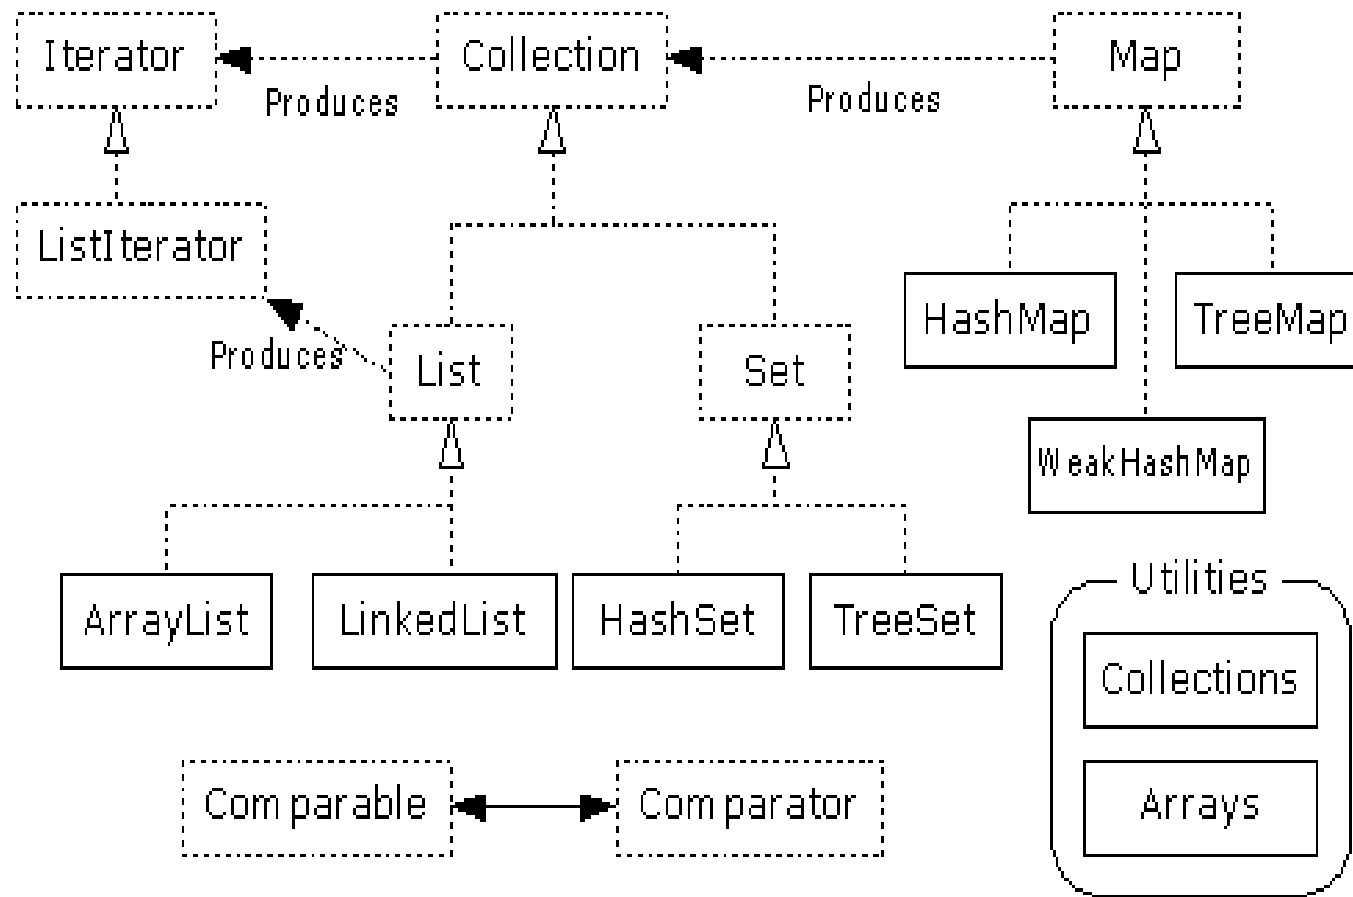 Iterator
Collection
Map
Produces
Produces
ListIterator
HashMap
TreeMap
Produces
List
Set
WeakHashMap
Utilities
ArrayList
LinkedList
HashSet
TreeSet
Collections
Comparable
Comparator
Arrays